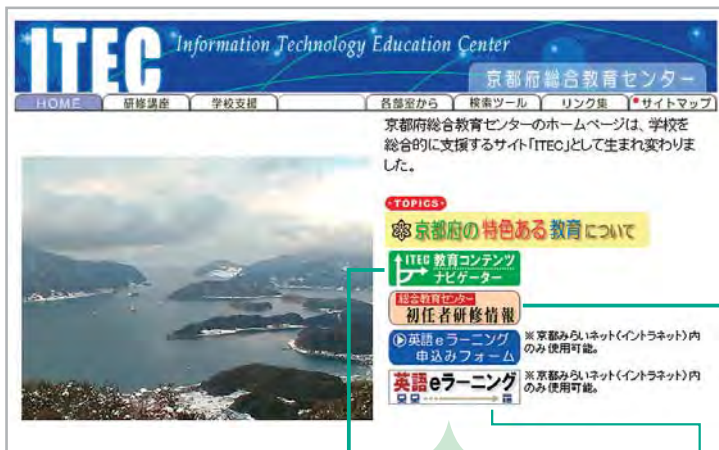 ITEC Information Technology Education Center
京都府総合教育センター
HOME 研修講座 学校支援 各部室から 検索ツール リンク集 サイトマップ
京都府総合教育センターのホームページは、学校を
総合的に支援するサイト「ITEC」として生まれ変わりま
した。
・TOPICS・
京都府の特色ある教育について
ITEC 教育コンテンツ
ナビゲーター
総合教育センター
初任者研修情報
英語eラーニング
申込みフォーム
※京都みらいネット(イントラネット)内
のみ使用可能。
英語eラーニング
※京都みらいネット(イントラネット)内
のみ使用可能。